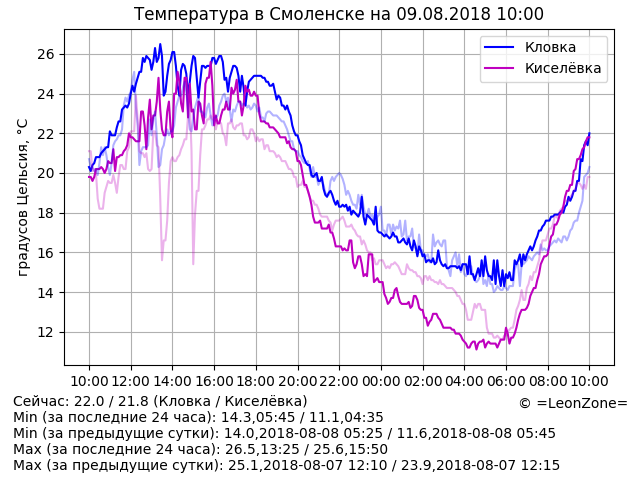 Температура в Смоленске на 09.08.2018 10:00
Кловка
Киселёвка
градусов Цельсия, °C
26
24
22
20
18
16
14
12
10:00 12:00 14:00 16:00 18:00 20:00 22:00 00:00 02:00 04:00 06:00 08:00 10:00
Сейчас: 22.0 / 21.8 (Кловка / Киселёвка)
© =LeonZone=
Min (за последние 24 часа): 14.3,05:45 / 11.1,04:35
Min (за предыдущие сутки): 14.0,2018-08-08 05:25 / 11.6,2018-08-08 05:45
Max (за последние 24 часа): 26.5,13:25 / 25.6,15:50
Max (за предыдущие сутки): 25.1,2018-08-07 12:10 / 23.9,2018-08-07 12:15